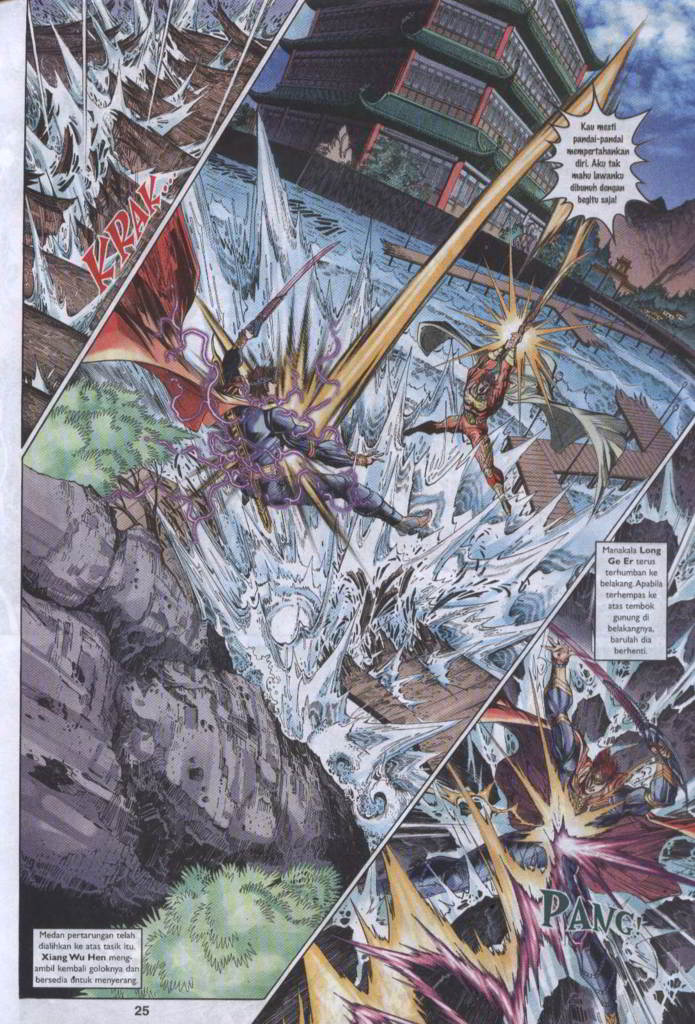 KRAK
Kau mesti
pandai-pandai
mempertahankan
diri. Aku tak
mahu lawanku
dibunuh dengan
begitu saja!
Medan pertarungan telah
dialihkan ke atas tasik itu.
Xiang Wu Hen meng-
ambil kembali goloknya dan
bersedia untuk menyerang.
Manakala Long
Ge Er terus
terhumban ke
belakang. Apabila
terhempas ke
atas tembok
gunung di
belakangnya,
barulah dia
berhenti.
PANG!
25